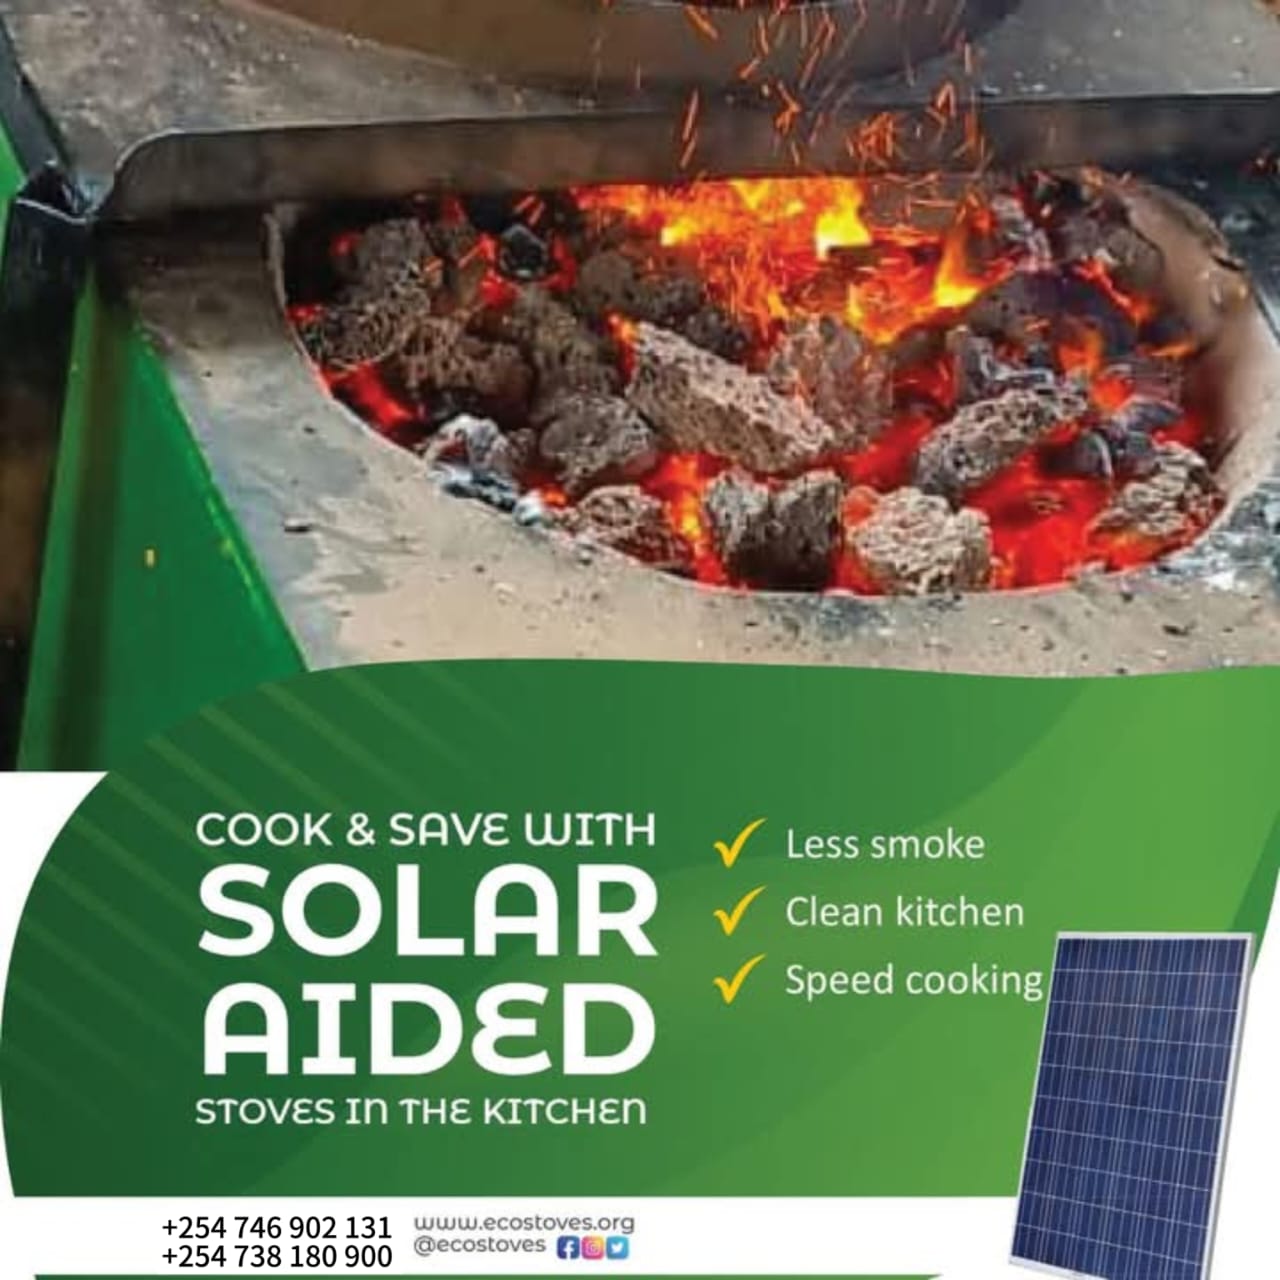 COOK & SAVE WITH
SOLAR
AIDED
STOVES IN THE KITCHEN
Less smoke
Clean kitchen
Speed cooking
+254 746 902 131
+254 738 180 900
www.ecostoves.org
@ecostoves